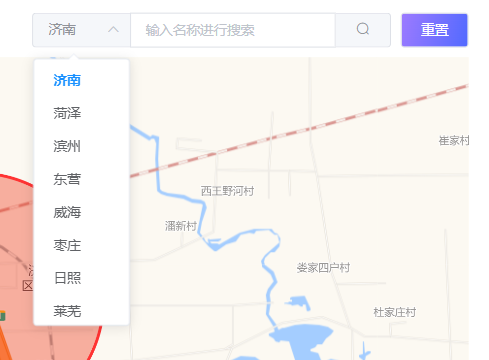 济南 输入名称进行搜索 重置
济南
菏泽
滨州
东营
威海
枣庄
日照
莱芜
崔家村
西王野河村
潘新村
娄家四户村
杜家庄村
区